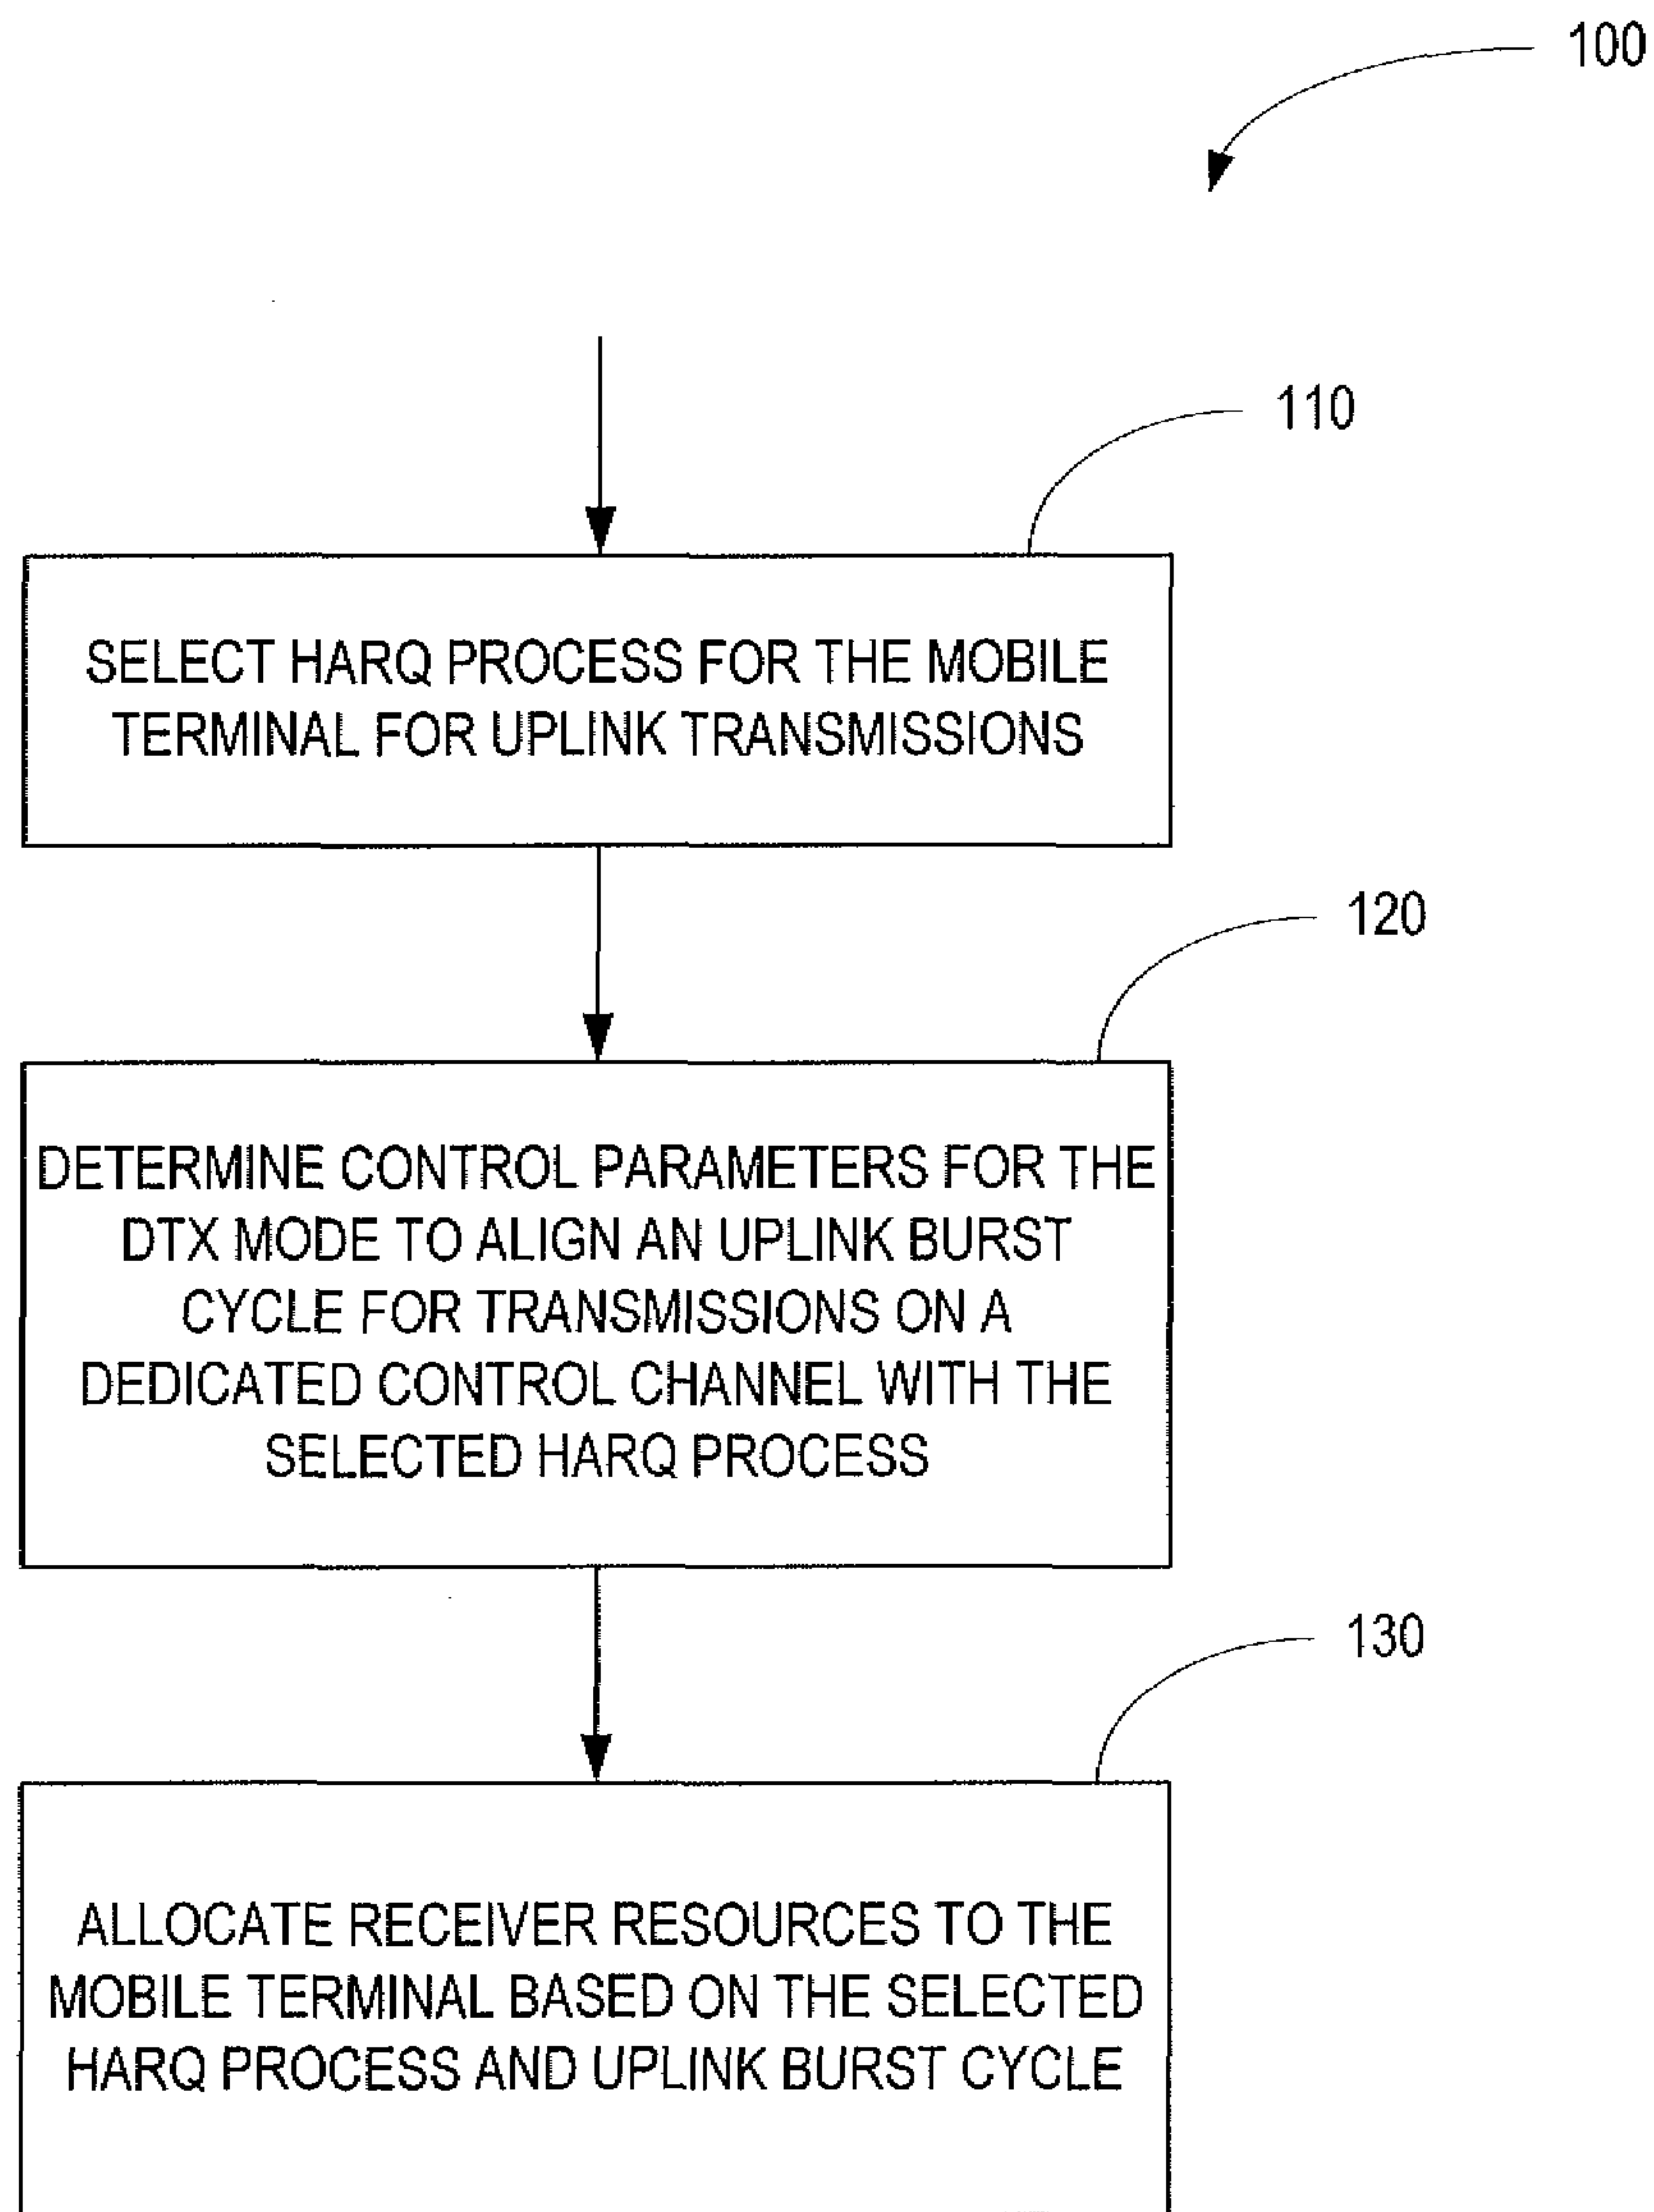 100
110
SELECT HARQ PROCESS FOR THE MOBILE
TERMINAL FOR UPLINK TRANSMISSIONS
120
DETERMINE CONTROL PARAMETERS FOR THE
DTX MODE TO ALIGN AN UPLINK BURST
CYCLE FOR TRANSMISSIONS ON A
DEDICATED CONTROL CHANNEL WITH THE
SELECTED HARQ PROCESS
130
ALLOCATE RECEIVER RESOURCES TO THE
MOBILE TERMINAL BASED ON THE SELECTED
HARQ PROCESS AND UPLINK BURST CYCLE